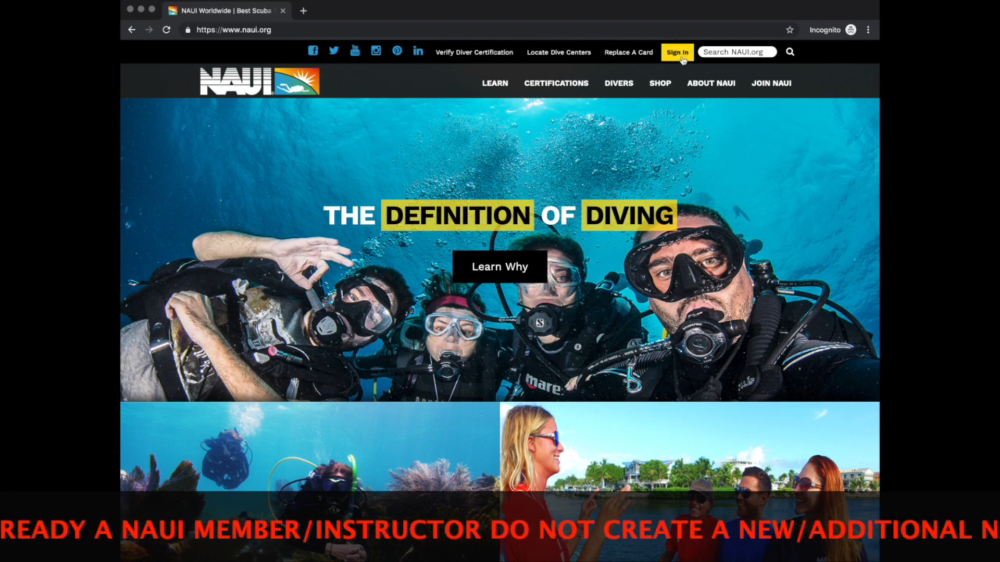 NAUI Worldwide | Best Scuba T
https://www.naui.org
Incognito
Verify Diver Certification
Locate Dive Centers
Replace A Card
Sign In
Search NAUI.org
NAUI
LEARN
CERTIFICATIONS
DIVERS
SHOP
ABOUT NAUI
JOIN NAUI
THE DEFINITION OF DIVING
Learn Why
mare
READY A NAUI MEMBER/INSTRUCTOR DO NOT CREATE A NEW/ADDITIONAL N